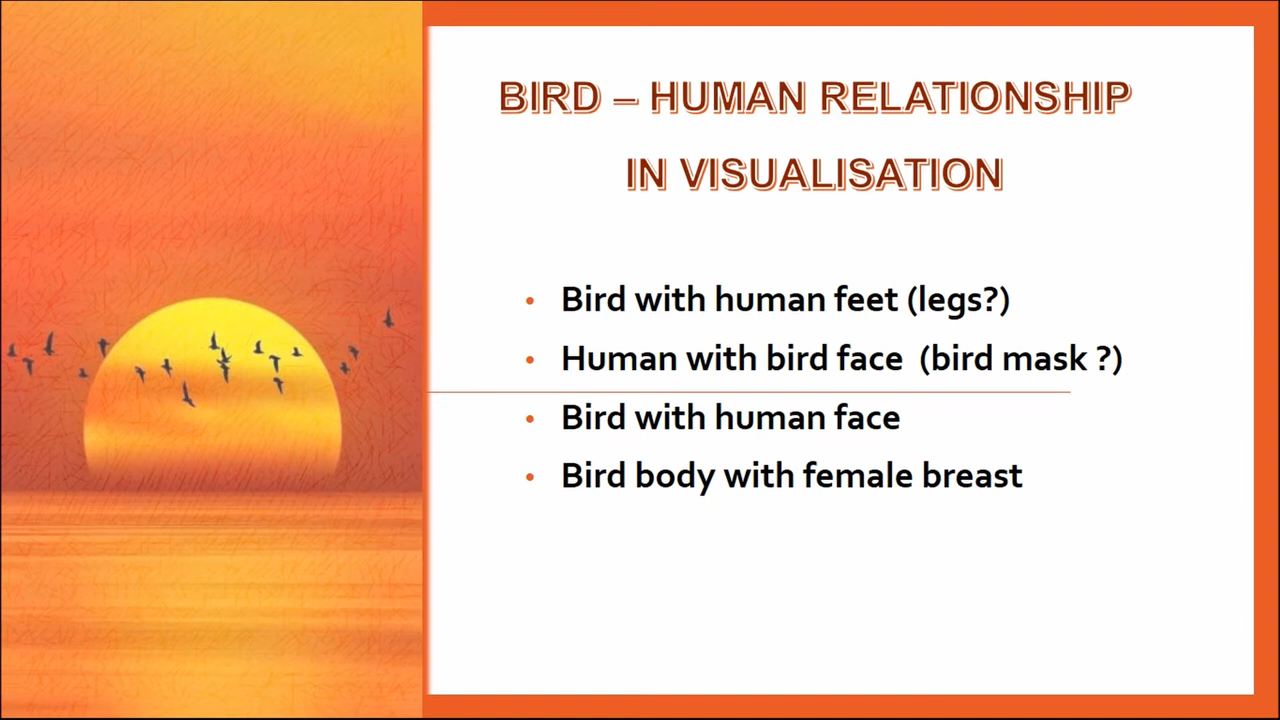 BIRD – HUMAN RELATIONSHIP
IN VISUALISATION
• Bird with human feet (legs?)
• Human with bird face (bird mask ?)
• Bird with human face
• Bird body with female breast